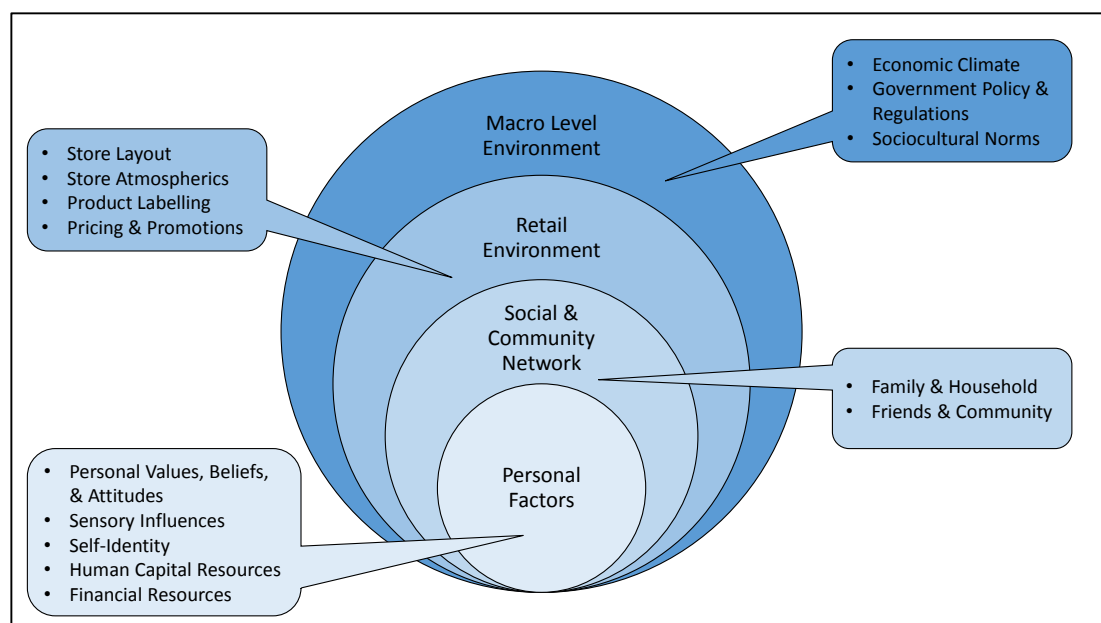 Macro Level
Environment
Retail
Environment
Social &
Community
Network
Personal
Factors
• Economic Climate
• Government Policy &
Regulations
• Sociocultural Norms
• Store Layout
• Store Atmospherics
• Product Labelling
• Pricing & Promotions
• Family & Household
• Friends & Community
• Personal Values, Beliefs,
& Attitudes
• Sensory Influences
• Self-Identity
• Human Capital Resources
• Financial Resources